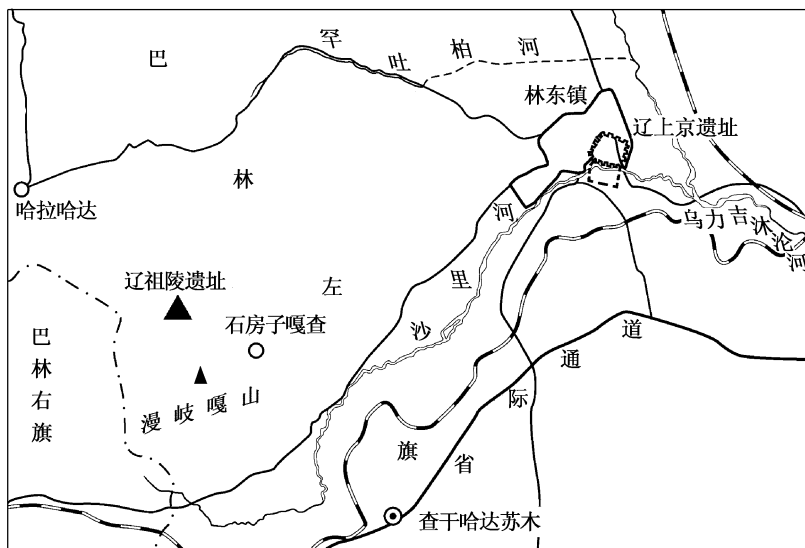 巴林左旗
罕吐柏河
林东镇
辽上京遗址
哈拉哈达
乌力吉沐沦河
辽祖陵遗址
石房子嘎查
沙里河
巴林右旗
漫岐嘎山
省际通道
查干哈达苏木